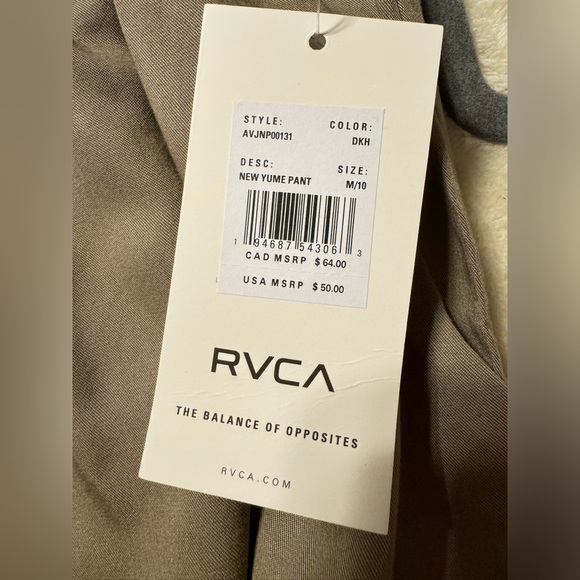 STYLE: COLOR:
AVJNP00131 DKH
DESC: SIZE:
NEW YUME PANT M/10
1 94687 54306 3
CAD MSRP $ 64.00
USA MSRP $ 50.00
RVCA
THE BALANCE OF OPPOSITES
RVCA.COM